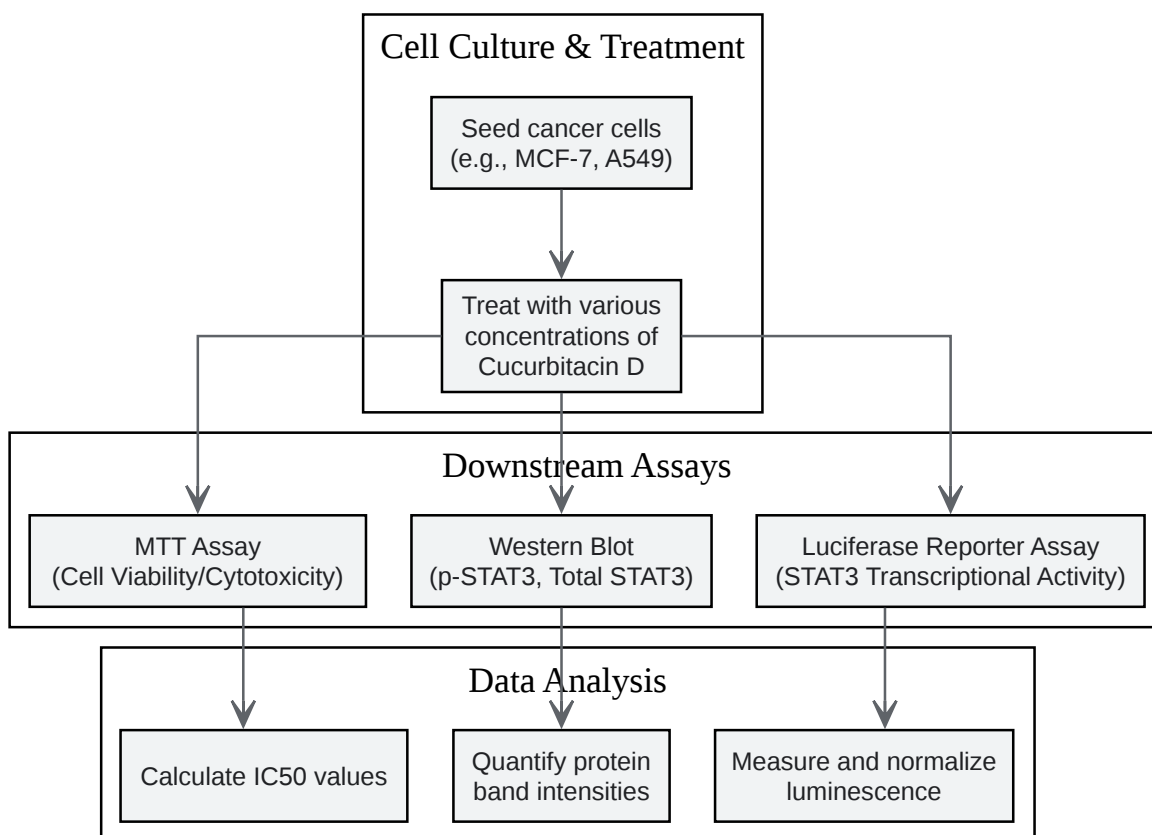 Cell Culture & Treatment
Seed cancer cells
(e.g., MCF-7, A549)
Treat with various
concentrations of
Cucurbitacin D
Downstream Assays
MTT Assay
(Cell Viability/Cytotoxicity)
Western Blot
(p-STAT3, Total STAT3)
Luciferase Reporter Assay
(STAT3 Transcriptional Activity)
Data Analysis
Calculate IC50 values
Quantify protein
band intensities
Measure and normalize
luminescence